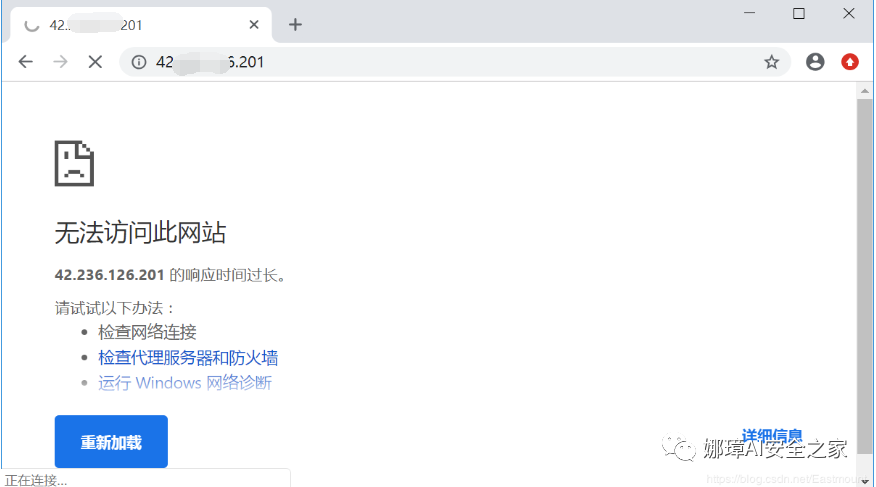 42. 201
42 6.201
无法访问此网站
42.236.126.201 的响应时间过长。
请试试以下办法：
检查网络连接
检查代理服务器和防火墙
运行 Windows 网络诊断
重新加载
详细信息
娜璋AI安全之家
正在连接...
https://blog.csdn.net/Eastmount